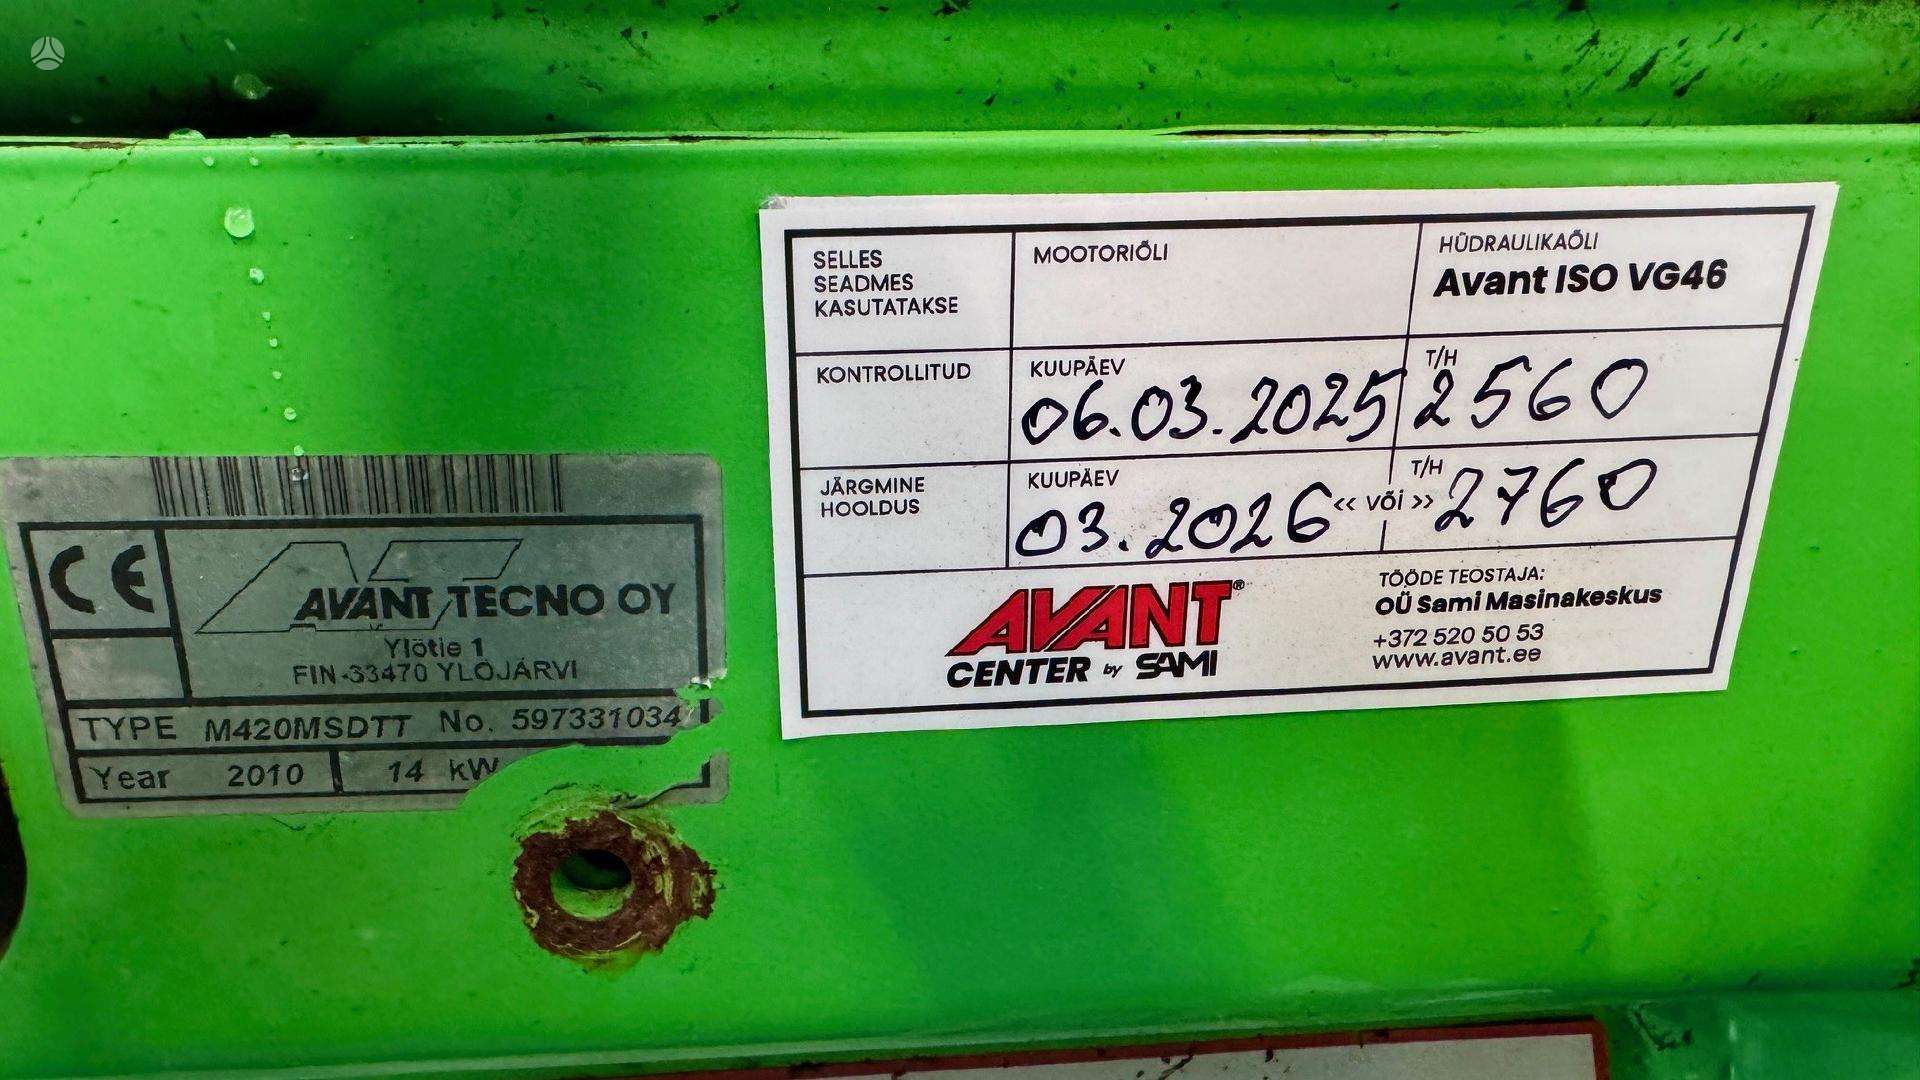 CE
AVANT TECNO OY
Ylötie 1
FIN-33470 YLÖJÄRVI
TYPE M420MSDTT No. 597331034
Year 2010 14 kW
SELLES
SEADMES
KASUTATAKSE
MOOTORIÕLI
HÜDRAULIKAÕLI
Avant ISO VG46
KONTROLLITUD
KUUPÄEV
06.03.2025
T/H
2560
JÄRGMINE
HOOLDUS
KUUPÄEV
03.2026
<< või >>
T/H
2760
AVANT®
CENTER by SAMI
TÖÖDE TEOSTAJA:
OÜ Sami Masinakeskus
+372 520 50 53
www.avant.ee